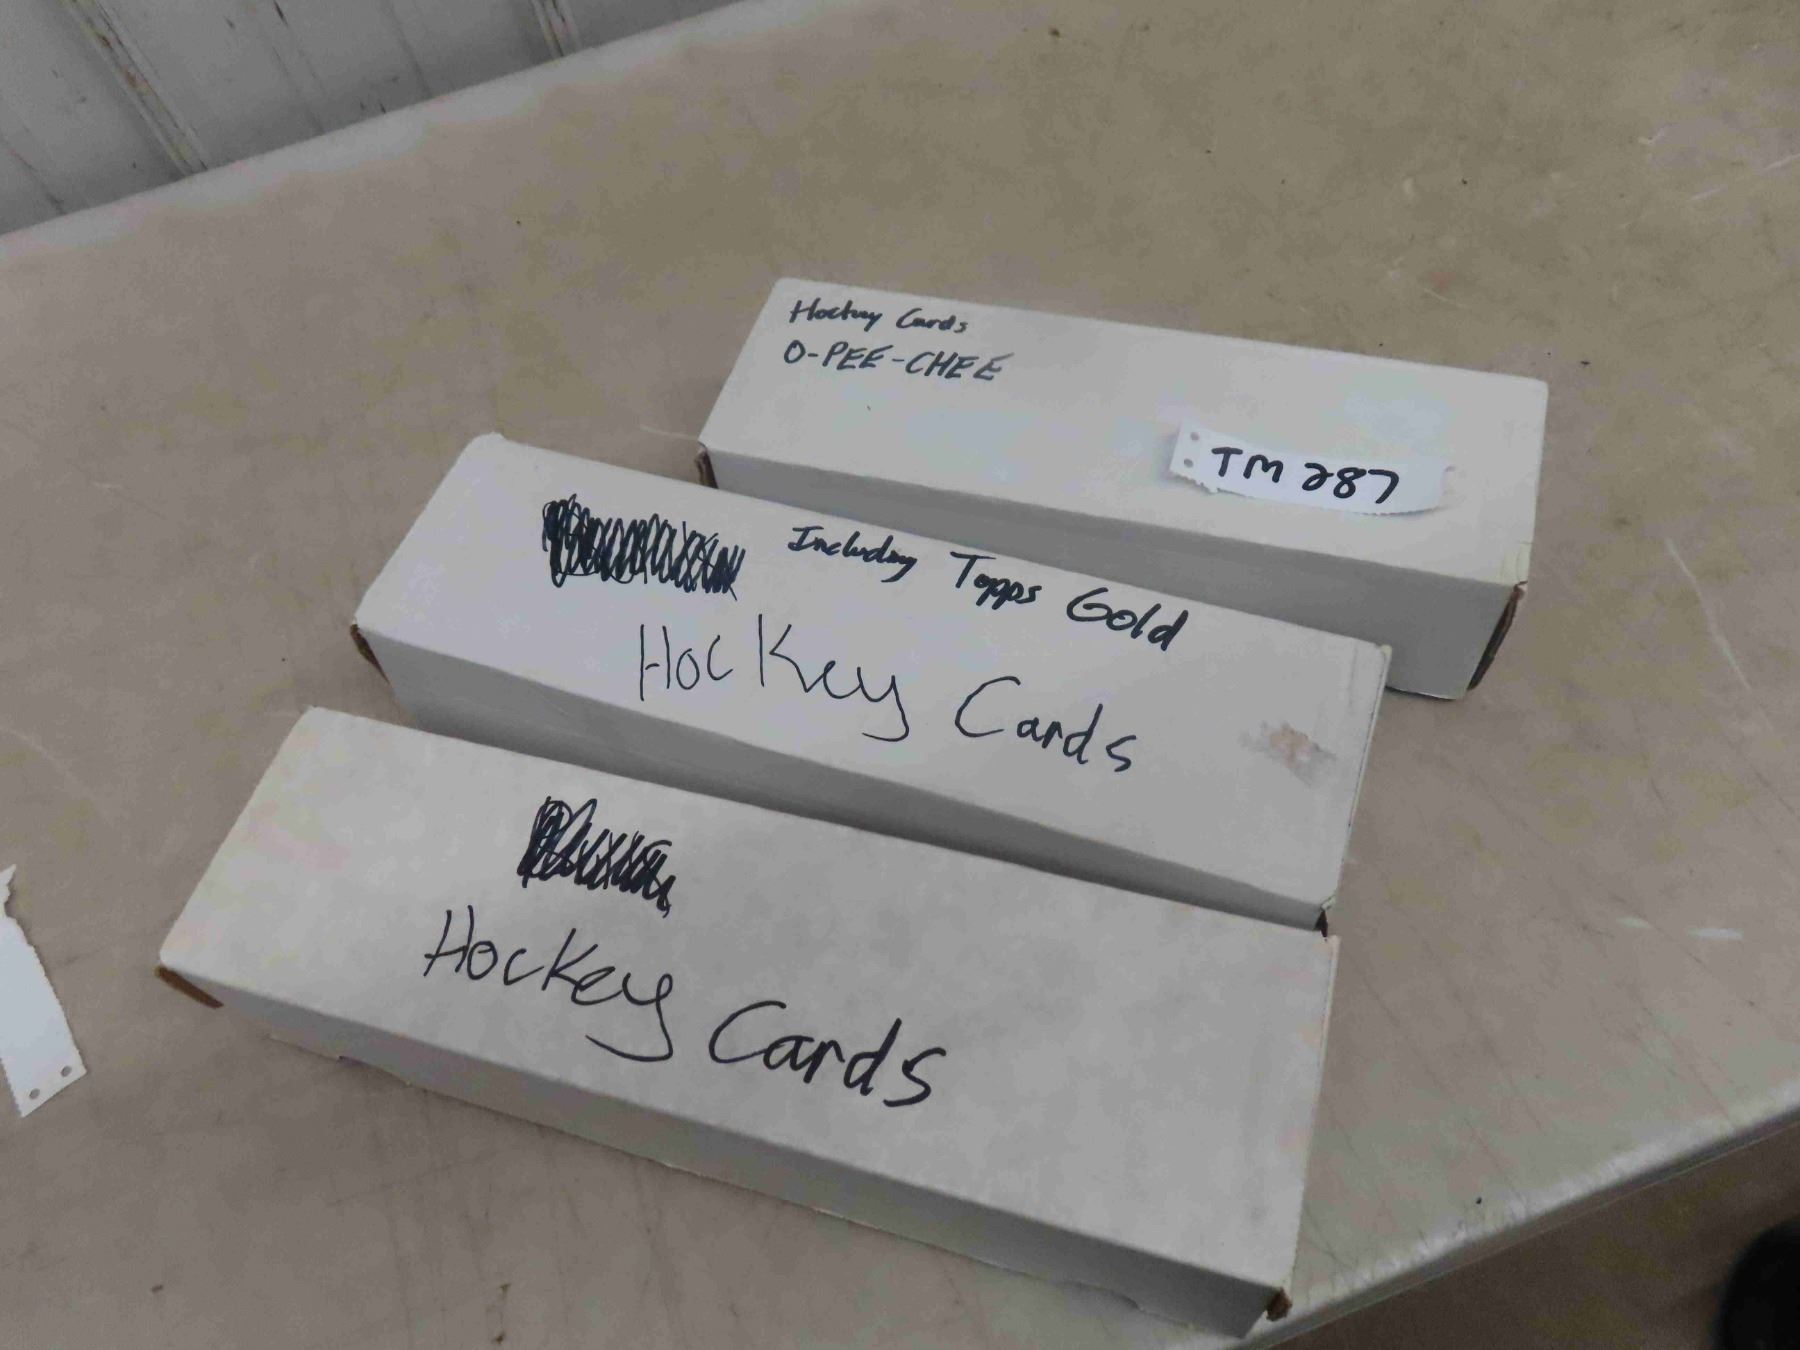 Hockey Cards
O-PEE-CHEE
TM 287
Including Topps Gold
Hockey Cards
Hockey Cards